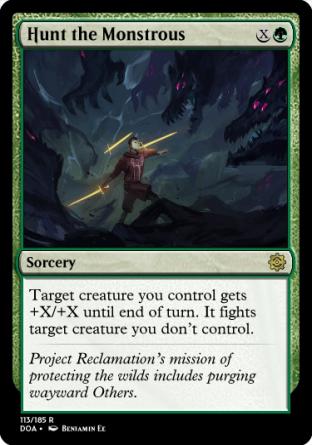 Hunt the Monstrous X
Sorcery
Target creature you control gets
+X/+X until end of turn. It fights
target creature you don't control.
Project Reclamation's mission of
protecting the wilds includes purging
wayward Others.
113/185 R
DOA • Benjamin Ee